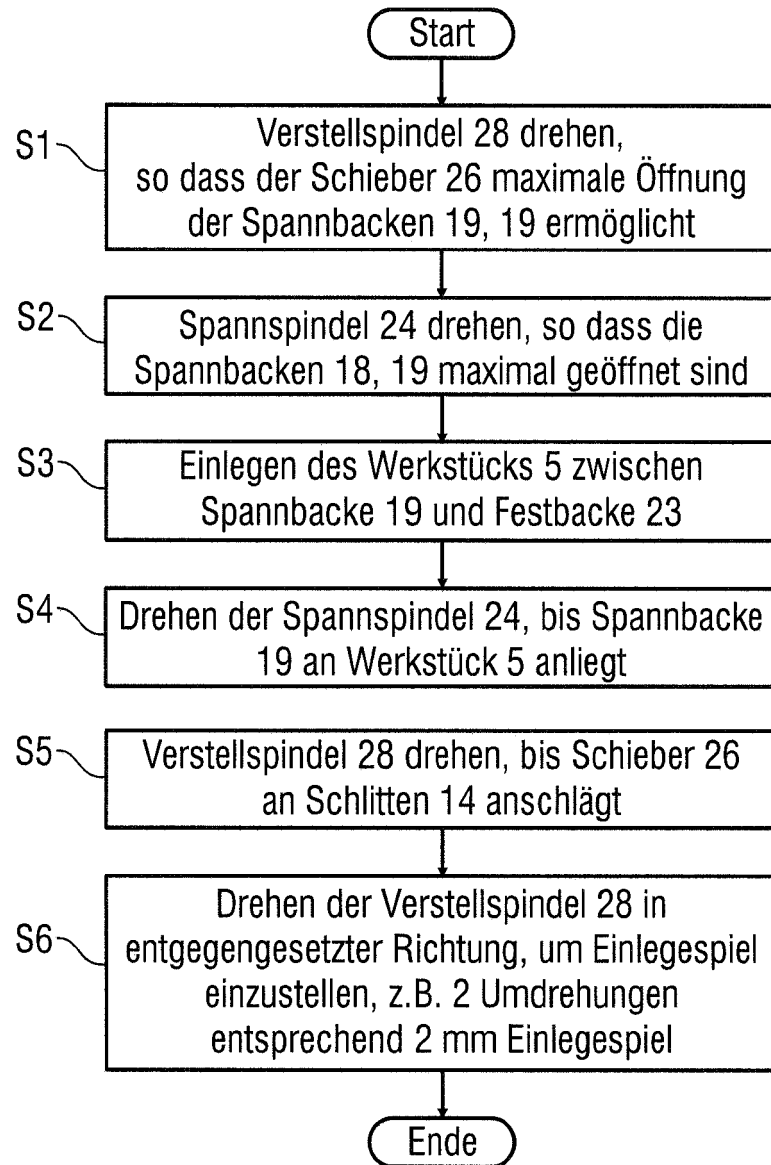 Start
S1
Verstellspindel 28 drehen,
so dass der Schieber 26 maximale Öffnung
der Spannbacken 19, 19 ermöglicht
S2
Spannspindel 24 drehen, so dass die
Spannbacken 18, 19 maximal geöffnet sind
S3
Einlegen des Werkstücks 5 zwischen
Spannbacke 19 und Festbacke 23
S4
Drehen der Spannspindel 24, bis Spannbacke
19 an Werkstück 5 anliegt
S5
Verstellspindel 28 drehen, bis Schieber 26
an Schlitten 14 anschlägt
S6
Drehen der Verstellspindel 28 in
entgegengesetzter Richtung, um Einlegespiel
einzustellen, z.B. 2 Umdrehungen
entsprechend 2 mm Einlegespiel
Ende